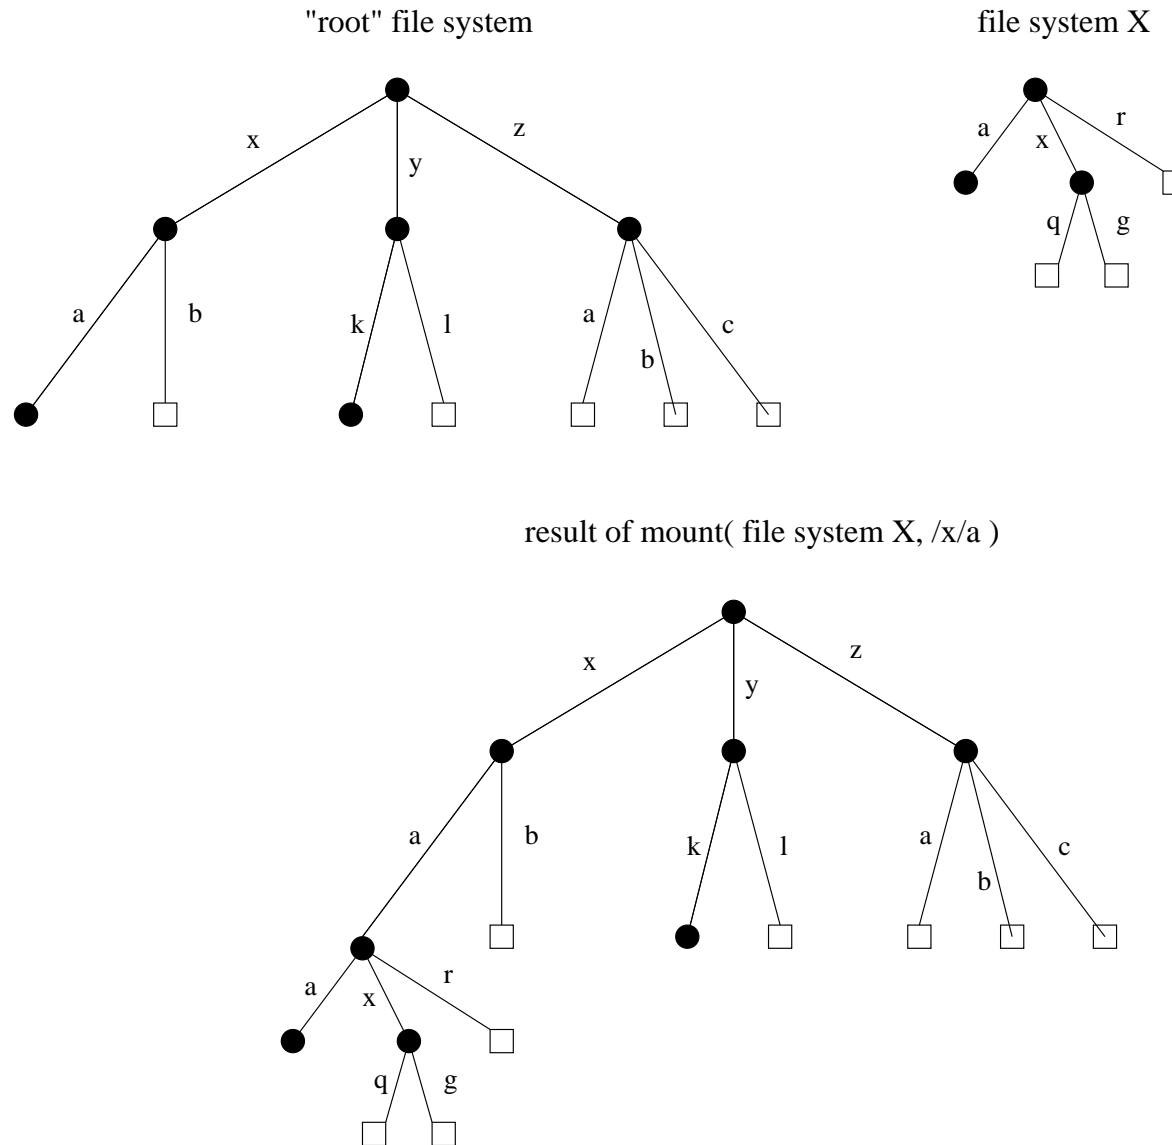 "root" file system
file system X
x
y
z
a
b
k
l
a
b
c
a
x
r
q
g
result of mount( file system X, /x/a )
x
y
z
a
b
k
l
a
b
c
a
x
r
q
g